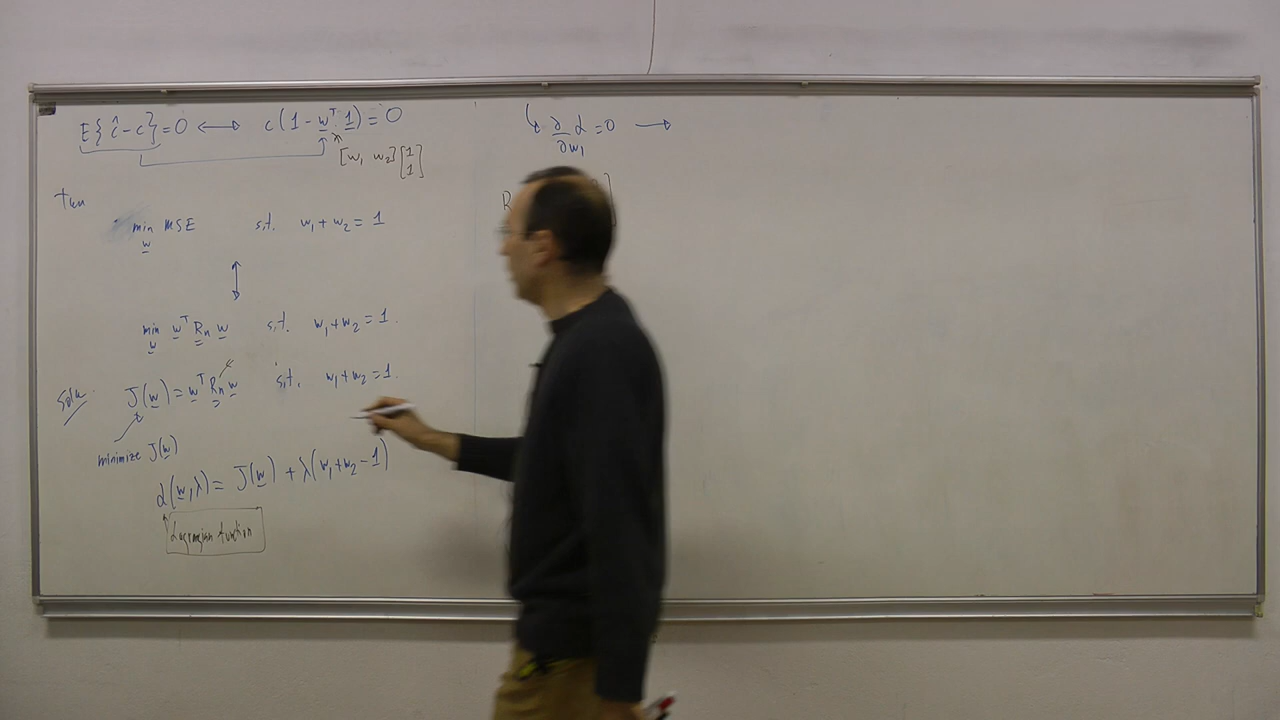 E{ĉ-c}=0 ⟷ c(1-w^T 1)=0
[w₁ w₂][1 1]
Then
min MSE s.t. w₁+w₂=1
w
↕
min w^T Rₙ w s.t. w₁+w₂=1.
w
Soln. J(w)=w^T Rₙ w s.t. w₁+w₂=1.
minimize J(w)
ℒ(w,λ)= J(w) + λ(w₁+w₂-1)
Lagrangian function
↳ ∂/∂w₁ ℒ =0 ⟶
R